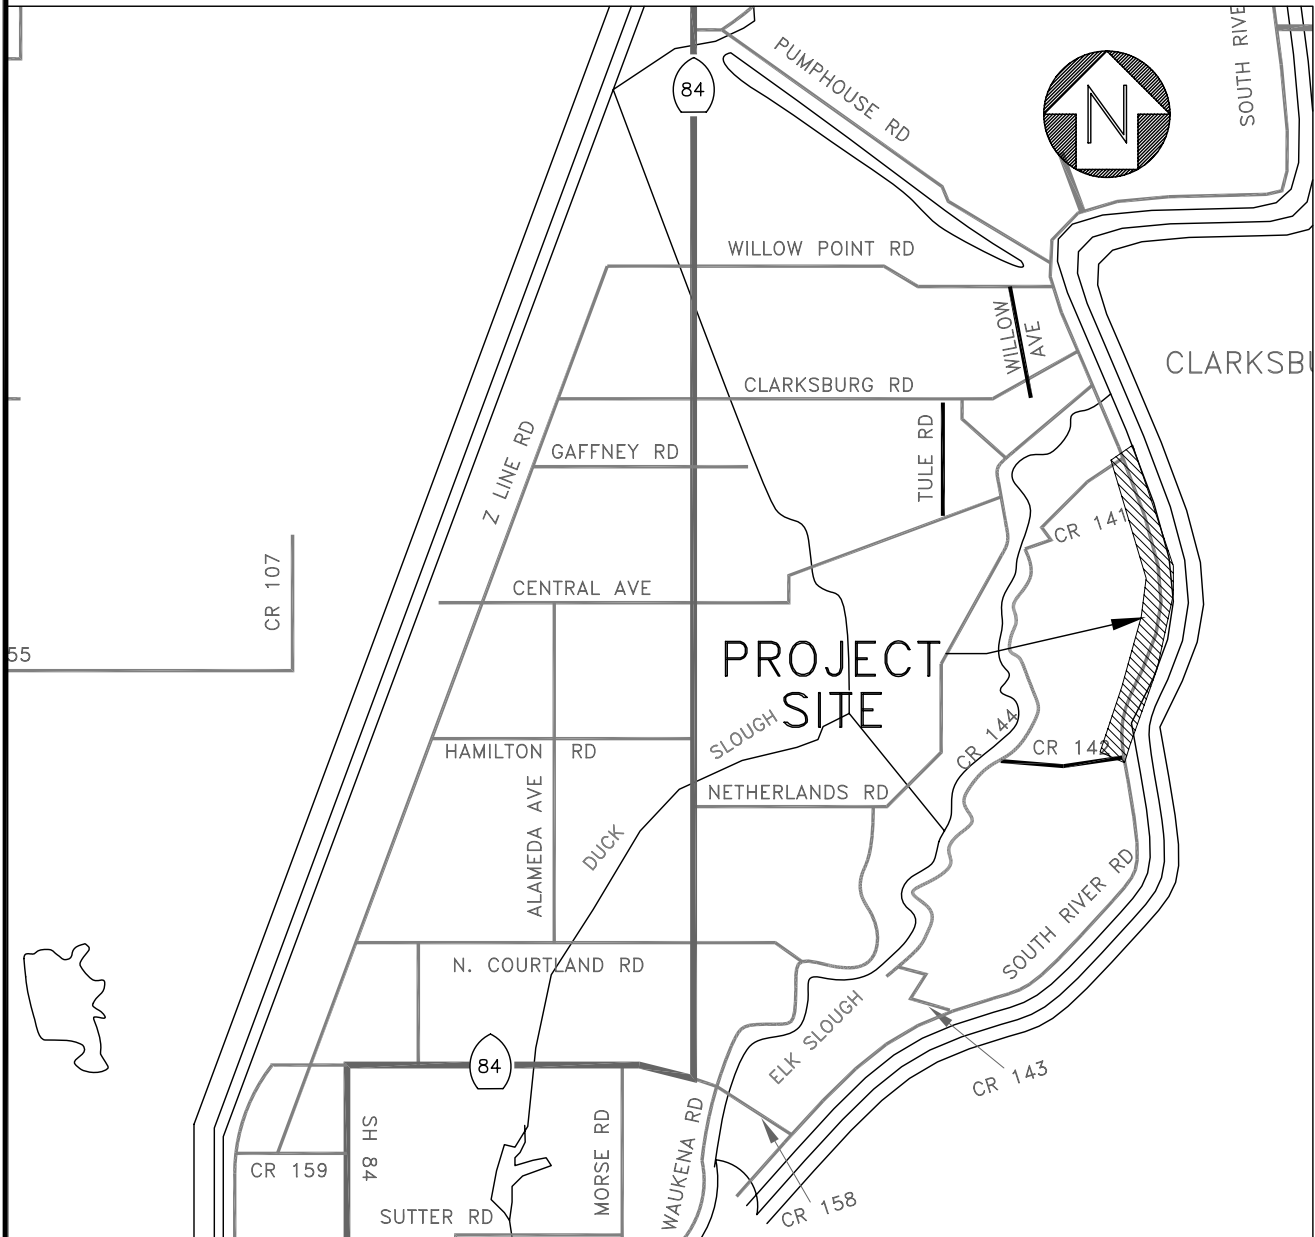 SOUTH RIVE
PUMPHOUSE RD
84
N
WILLOW POINT RD
WILLOW
AVE
CLARKSBU
CLARKSBURG RD
TULE RD
GAFFNEY RD
Z LINE RD
CR 141
CR 107
CENTRAL AVE
55
PROJECT
SITE
SLOUGH
CR 144
CR 142
HAMILTON RD
NETHERLANDS RD
ALAMEDA AVE
DUCK
SOUTH RIVER RD
N. COURTLAND RD
ELK SLOUGH
84
CR 143
SH 84
MORSE RD
WAUKENA RD
CR 159
CR 158
SUTTER RD